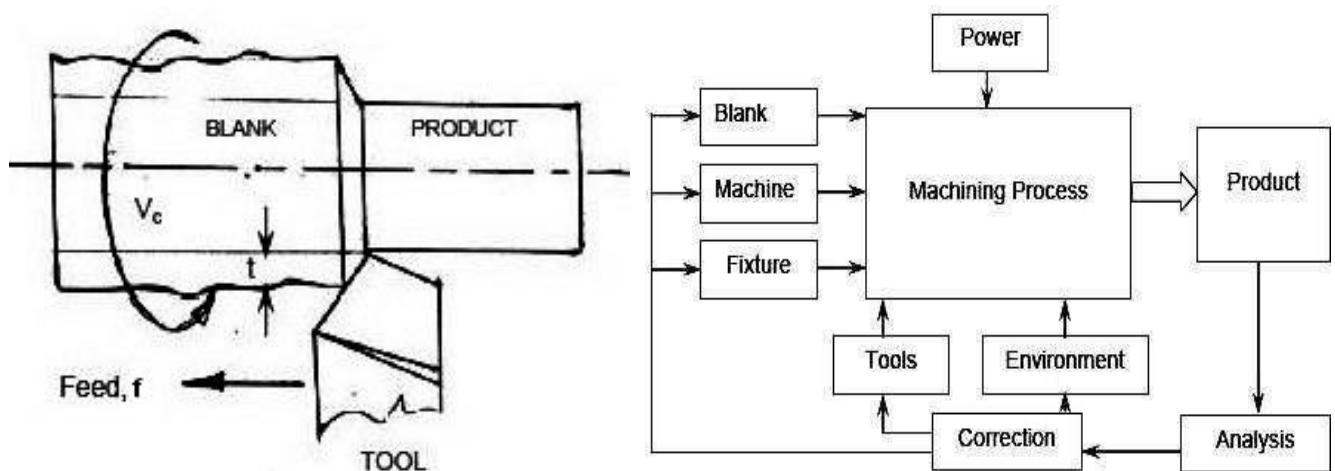 BLANK
PRODUCT
Vc
t
Feed, f
TOOL
Power
Blank
Machine
Fixture
Machining Process
Product
Tools
Environment
Correction
Analysis